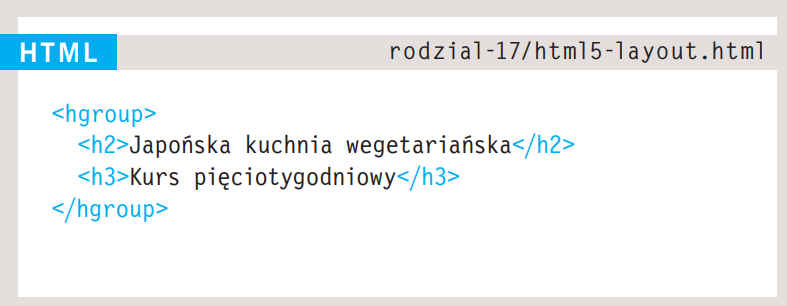 HTML
rodzial-17/html5-layout.html
<hgroup>
<h2>Japońska kuchnia wegetariańska</h2>
<h3>Kurs pięciotygodniowy</h3>
</hgroup>